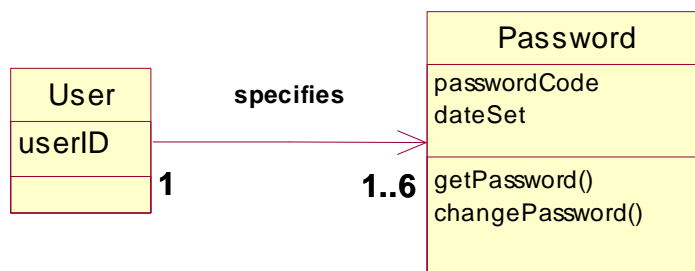 User
userID
specifies
1
1..6
Password
passwordCode
dateSet
getPassword()
changePassword()